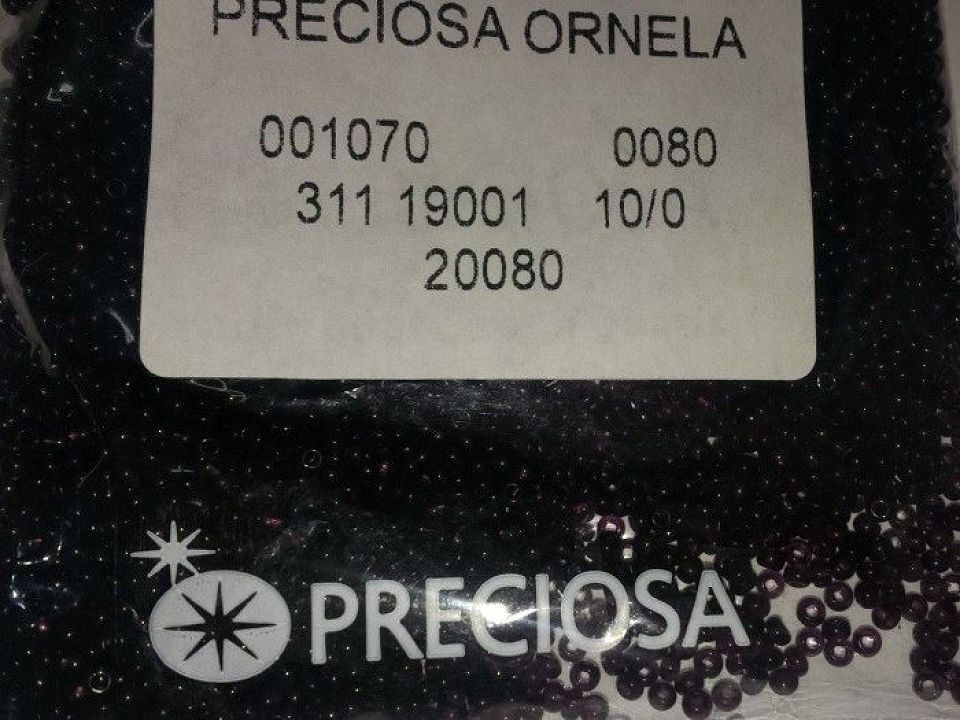 PRECIOSA ORNELA
001070 0080
311 19001 10/0
20080
PRECIOSA